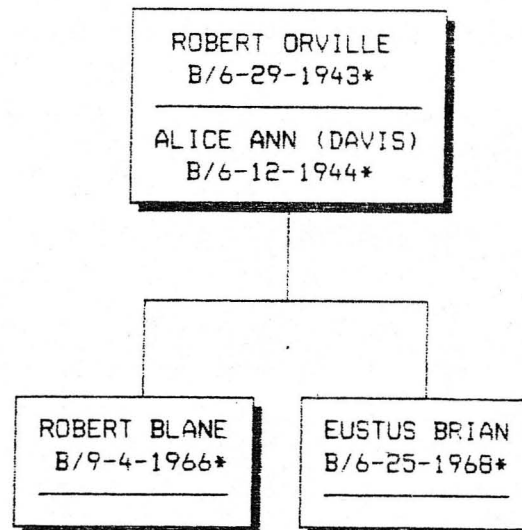 ROBERT ORVILLE
B/6-29-1943*
ALICE ANN (DAVIS)
B/6-12-1944*
ROBERT BLANE
B/9-4-1966*
EUSTUS BRIAN
B/6-25-1968*